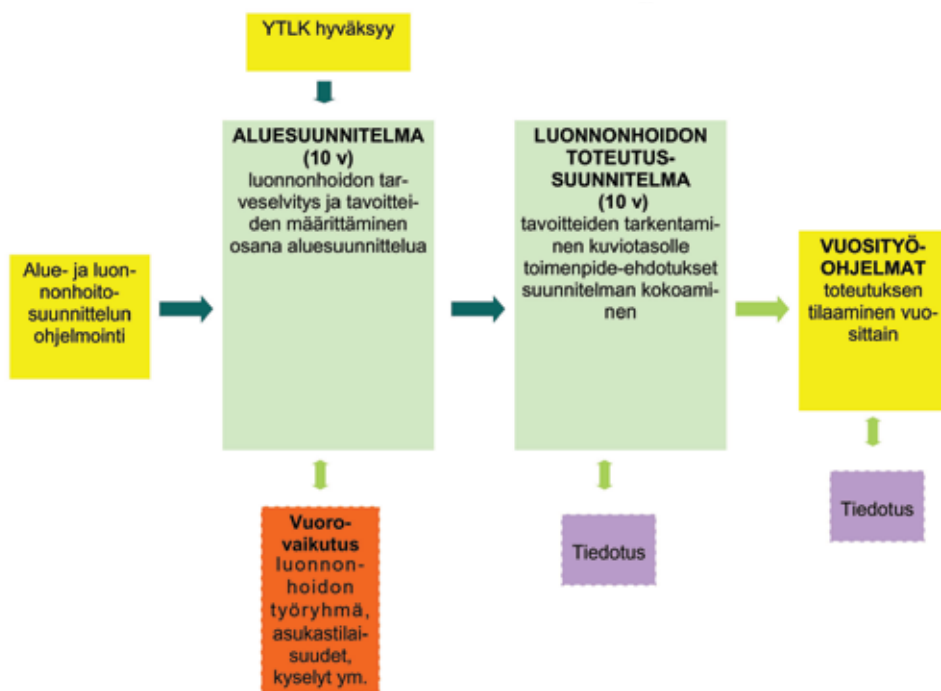 YTLK hyväksyy
Alue- ja luon-
nonhoito-
suunnittelun
ohjelmointi
ALUESUUNNITELMA
(10 v)
luonnonhoidon tar-
veselvitys ja tavoittei-
den määrittäminen
osana aluesuunnittelua
LUONNONHOIDON
TOTEUTUS-
SUUNNITELMA
(10 v)
tavoitteiden tarkentami-
nen kuviotasolle
toimenpide-ehdotukset
suunnitelman kokoami-
nen
VUOSITYÖ-
OHJELMAT
toteutuksen
tilaaminen vuo-
sittain
Vuoro-
vaikutus
luonnon-
hoidon
työryhmä,
asukastilai-
suudet,
kyselyt ym.
Tiedotus
Tiedotus